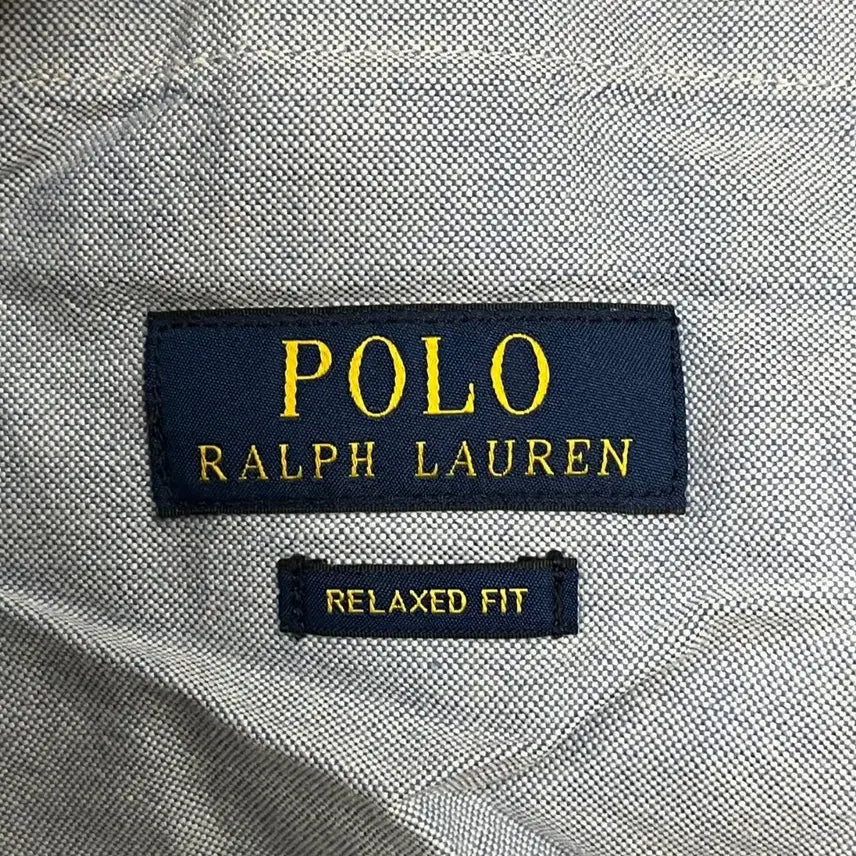 POLO
RALPH LAUREN
RELAXED FIT